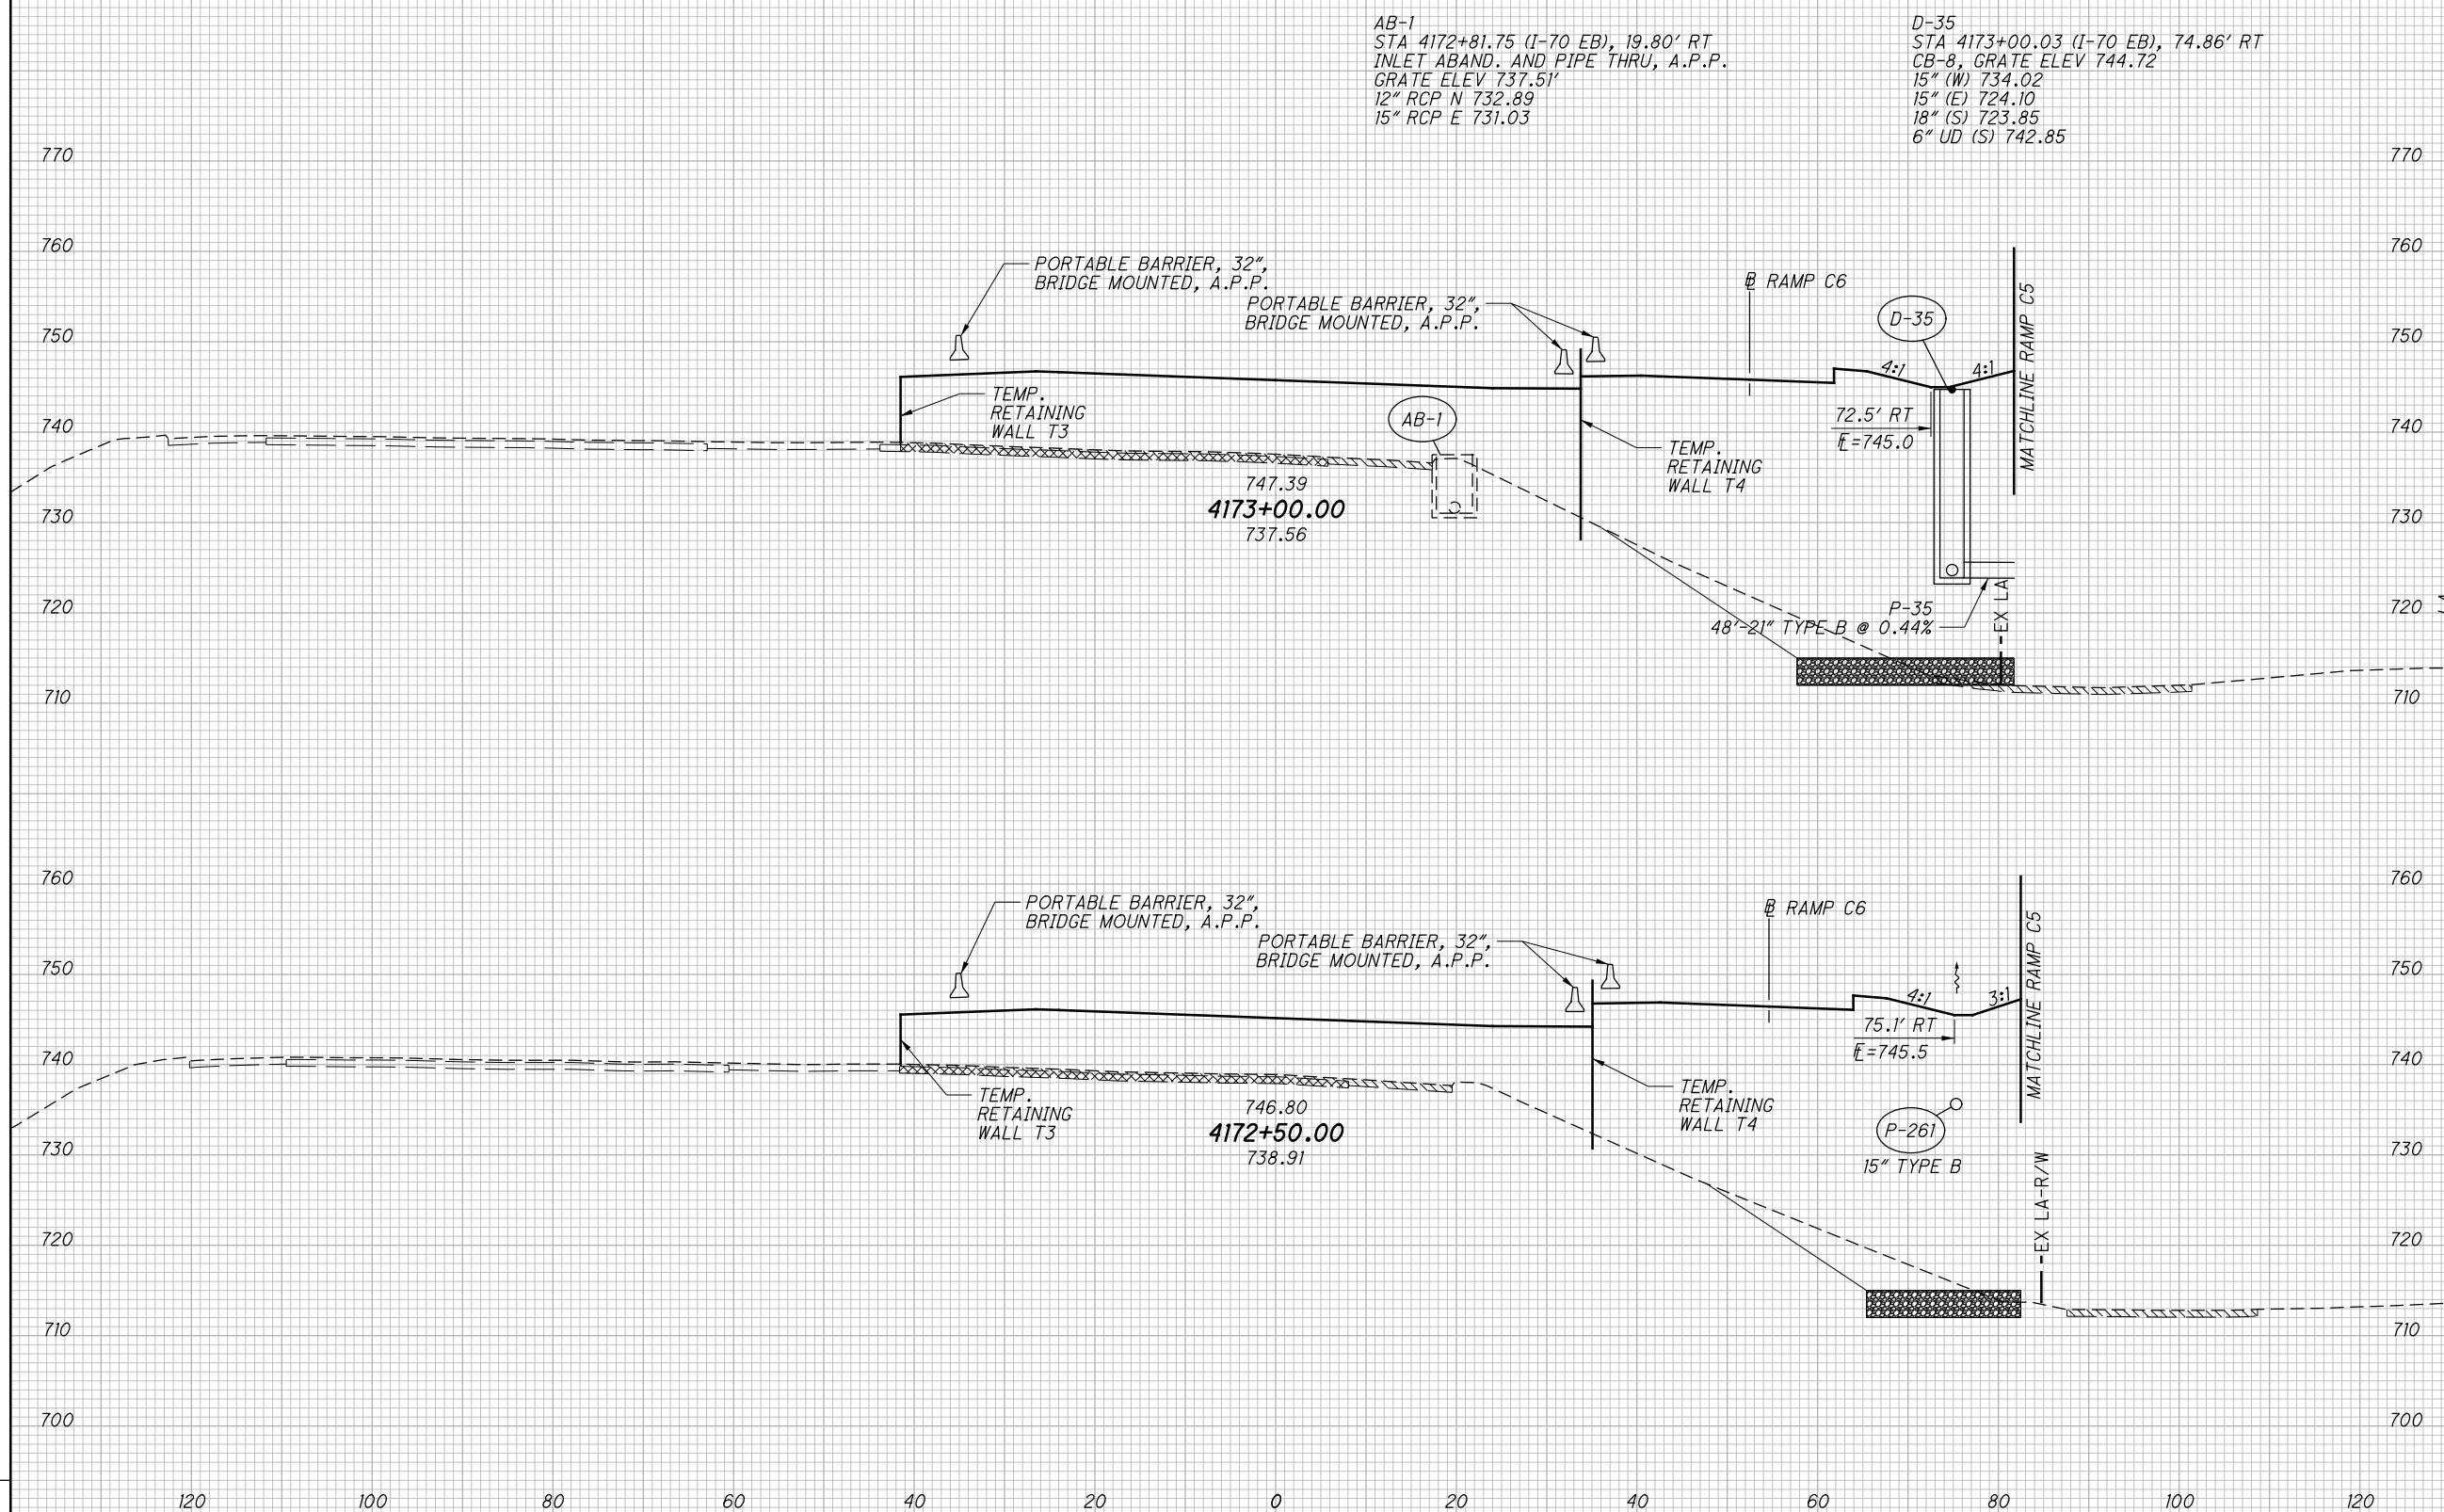 AB-1
STA 4172+81.75 (I-70 EB), 19.80' RT
INLET ABAND. AND PIPE THRU, A.P.P.
GRATE ELEV 737.51'
12" RCP N 732.89
15" RCP E 731.03
D-35
STA 4173+00.03 (I-70 EB), 74.86' RT
CB-8, GRATE ELEV 744.72
15" (W) 734.02
15" (E) 724.10
18" (S) 723.85
6" UD (S) 742.85
770
770
760
760
PORTABLE BARRIER, 32",
BRIDGE MOUNTED, A.P.P.
PORTABLE BARRIER, 32",
BRIDGE MOUNTED, A.P.P.
℄ RAMP C6
D-35
MATCHLINE RAMP C5
750
750
4:1
4:1
TEMP.
RETAINING
WALL T3
AB-1
72.5' RT
℄=745.0
740
740
TEMP.
RETAINING
WALL T4
747.39
4173+00.00
737.56
730
730
720
720
P-35
48'-21" TYPE B @ 0.44%
EX LA
710
710
760
760
PORTABLE BARRIER, 32",
BRIDGE MOUNTED, A.P.P.
PORTABLE BARRIER, 32",
BRIDGE MOUNTED, A.P.P.
℄ RAMP C6
MATCHLINE RAMP C5
750
750
4:1
3:1
75.1' RT
℄=745.5
740
740
TEMP.
RETAINING
WALL T3
TEMP.
RETAINING
WALL T4
746.80
4172+50.00
738.91
P-261
15" TYPE B
730
730
EX LA-R/W
720
720
710
710
700
700
120
100
80
60
40
20
0
20
40
60
80
100
120